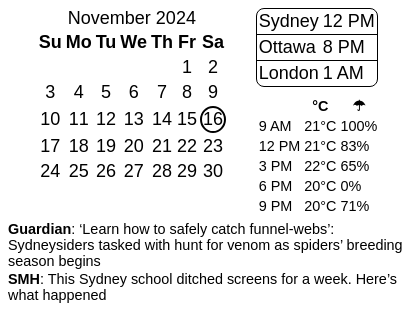 November 2024
Su Mo Tu We Th Fr Sa
1 2
3 4 5 6 7 8 9
10 11 12 13 14 15 16
17 18 19 20 21 22 23
24 25 26 27 28 29 30
Sydney 12 PM
Ottawa 8 PM
London 1 AM
°C ☂
9 AM 21°C 100%
12 PM 21°C 83%
3 PM 22°C 65%
6 PM 20°C 0%
9 PM 20°C 71%
Guardian: ‘Learn how to safely catch funnel-webs’:
Sydneysiders tasked with hunt for venom as spiders’ breeding
season begins
SMH: This Sydney school ditched screens for a week. Here’s
what happened